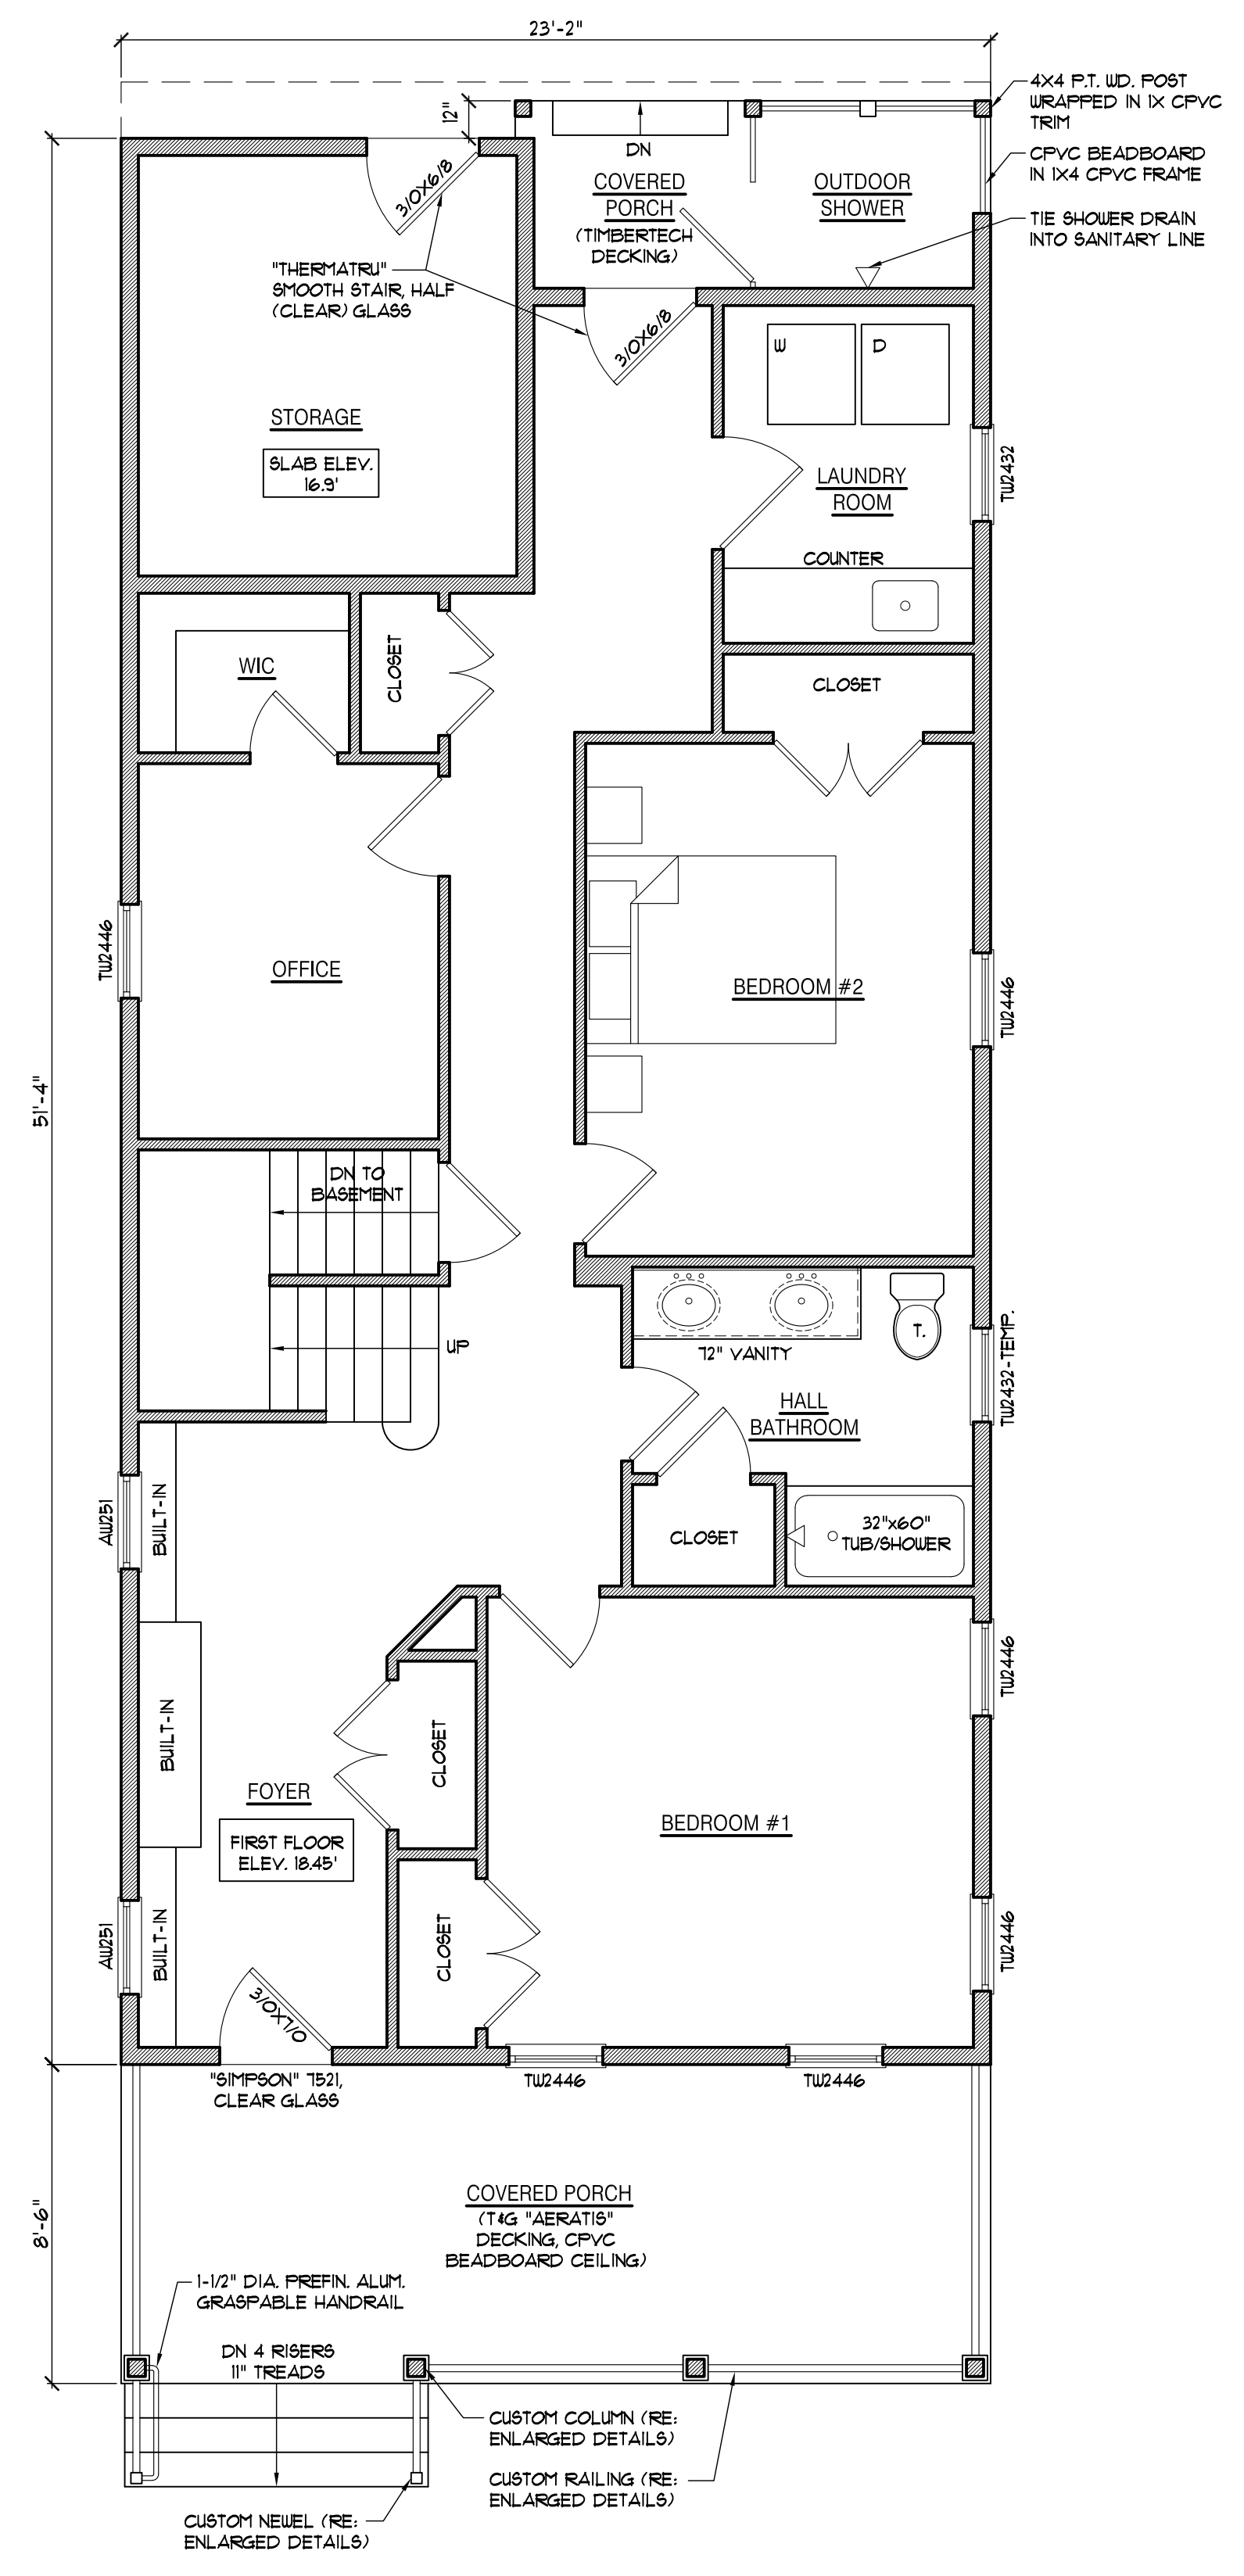 23'-2"
4X4 P.T. WD. POST
WRAPPED IN 1X CPVC
TRIM
12"
DN
CPVC BEADBOARD
IN 1X4 CPVC FRAME
COVERED
PORCH
(TIMBERTECH
DECKING)
OUTDOOR
SHOWER
3/0X6/8
TIE SHOWER DRAIN
INTO SANITARY LINE
"THERMATRU"
SMOOTH STAIR, HALF
(CLEAR) GLASS
3/0X6/8
W
D
STORAGE
SLAB ELEV.
16.9'
LAUNDRY
ROOM
TW2432
COUNTER
WIC
CLOSET
CLOSET
TW2446
OFFICE
BEDROOM #2
TW2446
51'-4"
DN TO
BASEMENT
UP
72" VANITY
T.
TW2432-TEMP.
HALL
BATHROOM
AW251
BUILT-IN
CLOSET
32"x60"
TUB/SHOWER
TW2446
BUILT-IN
CLOSET
FOYER
FIRST FLOOR
ELEV. 18.45'
BEDROOM #1
AW251
BUILT-IN
CLOSET
TW2446
3/0X7/0
"SIMPSON" 7521,
CLEAR GLASS
TW2446
TW2446
8'-6"
COVERED PORCH
(T&G "AERATIS"
DECKING, CPVC
BEADBOARD CEILING)
1-1/2" DIA. PREFIN. ALUM.
GRASPABLE HANDRAIL
DN 4 RISERS
11" TREADS
CUSTOM COLUMN (RE:
ENLARGED DETAILS)
CUSTOM RAILING (RE:
ENLARGED DETAILS)
CUSTOM NEWEL (RE:
ENLARGED DETAILS)